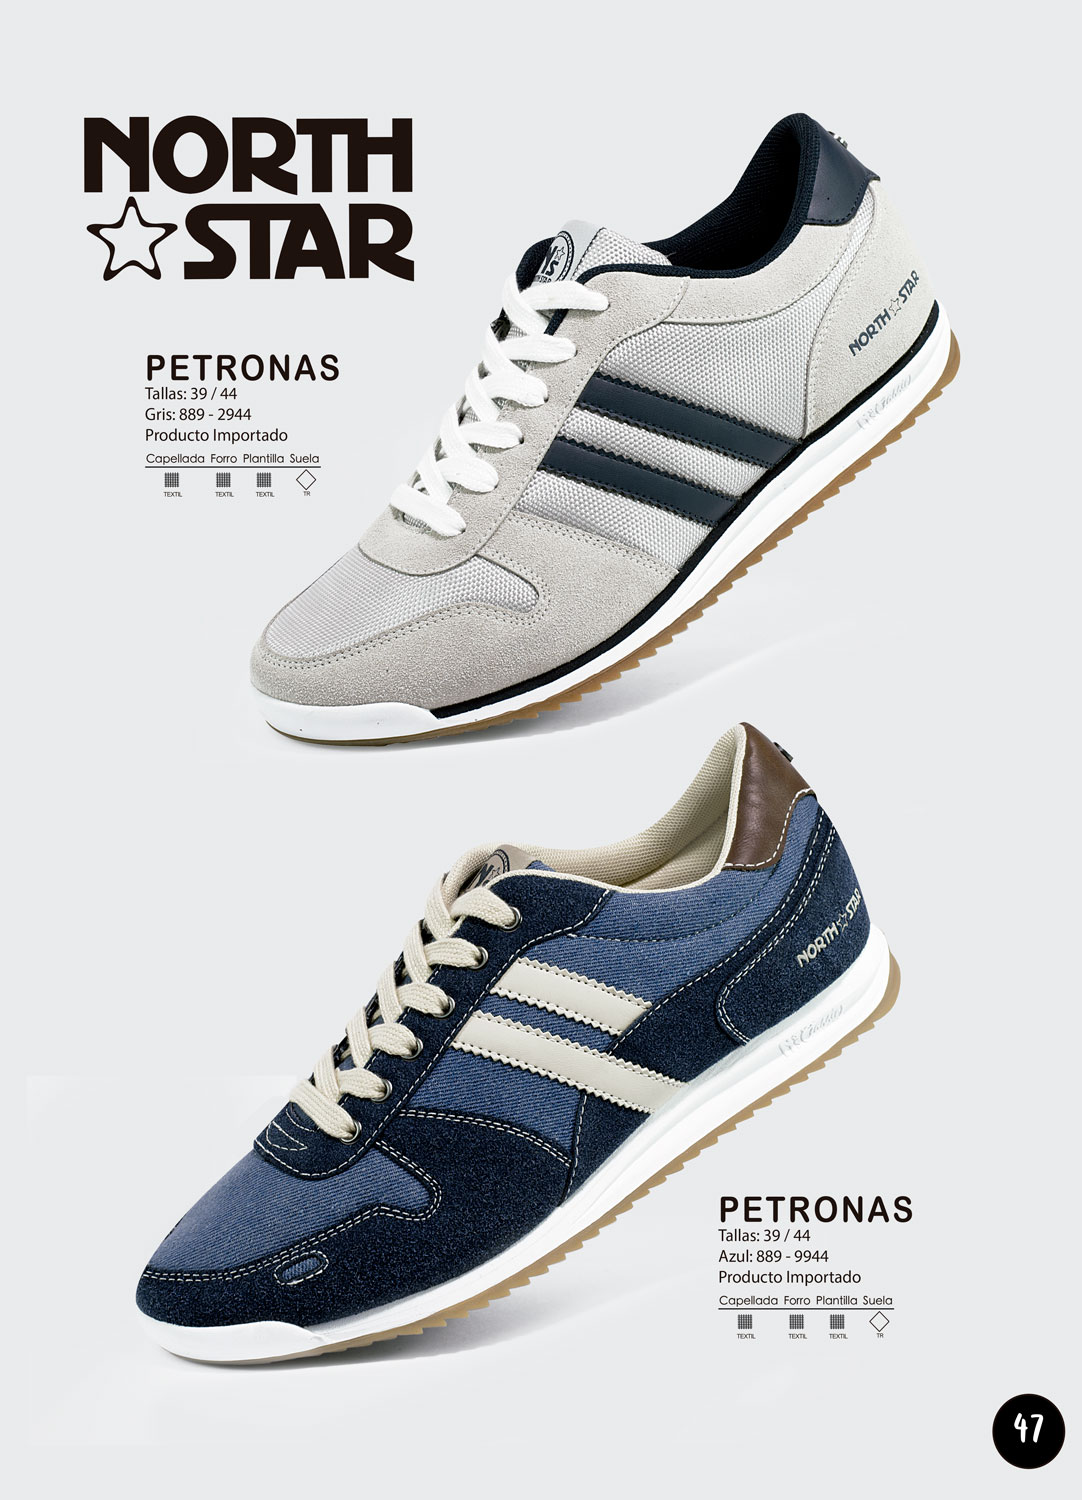 NORTH
STAR
PETRONAS
Tallas: 39 / 44
Gris: 889 - 2944
Producto Importado
Capellada Forro Plantilla Suela
TEXTIL TEXTIL TEXTIL TR
NORTH STAR
NORTH STAR
PETRONAS
Tallas: 39 / 44
Azul: 889 - 9944
Producto Importado
Capellada Forro Plantilla Suela
TEXTIL TEXTIL TEXTIL TR
47